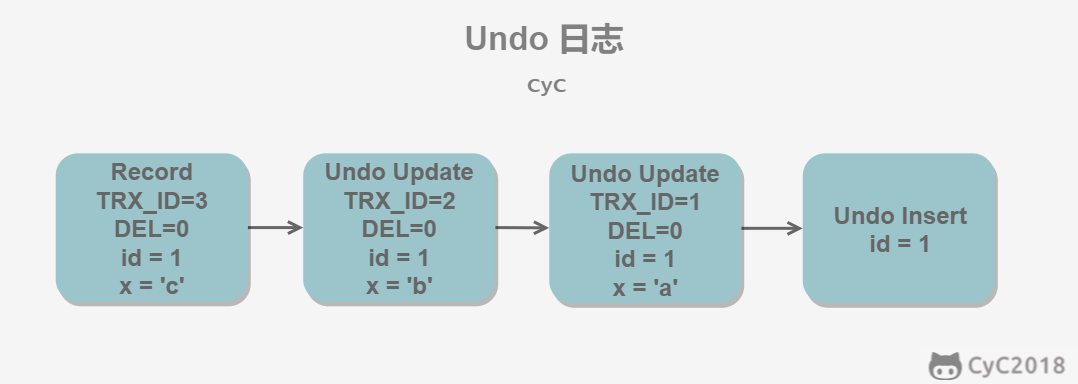 Undo 日志
CyC
Record
TRX_ID=3
DEL=0
id = 1
x = 'c'
Undo Update
TRX_ID=2
DEL=0
id = 1
x = 'b'
Undo Update
TRX_ID=1
DEL=0
id = 1
x = 'a'
Undo Insert
id = 1
CyC2018